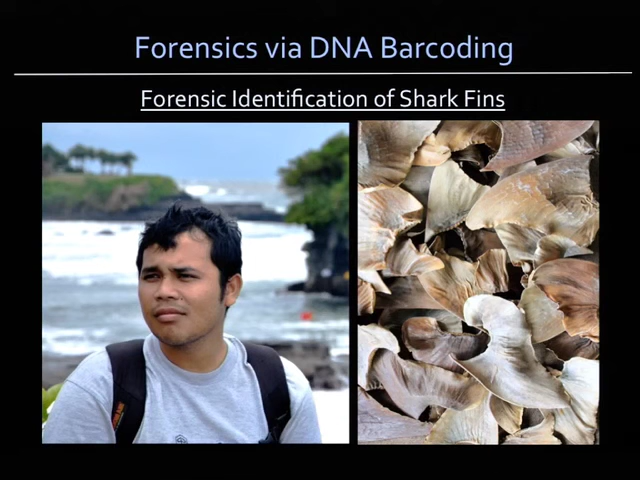 Forensics via DNA Barcoding
Forensic Identification of Shark Fins